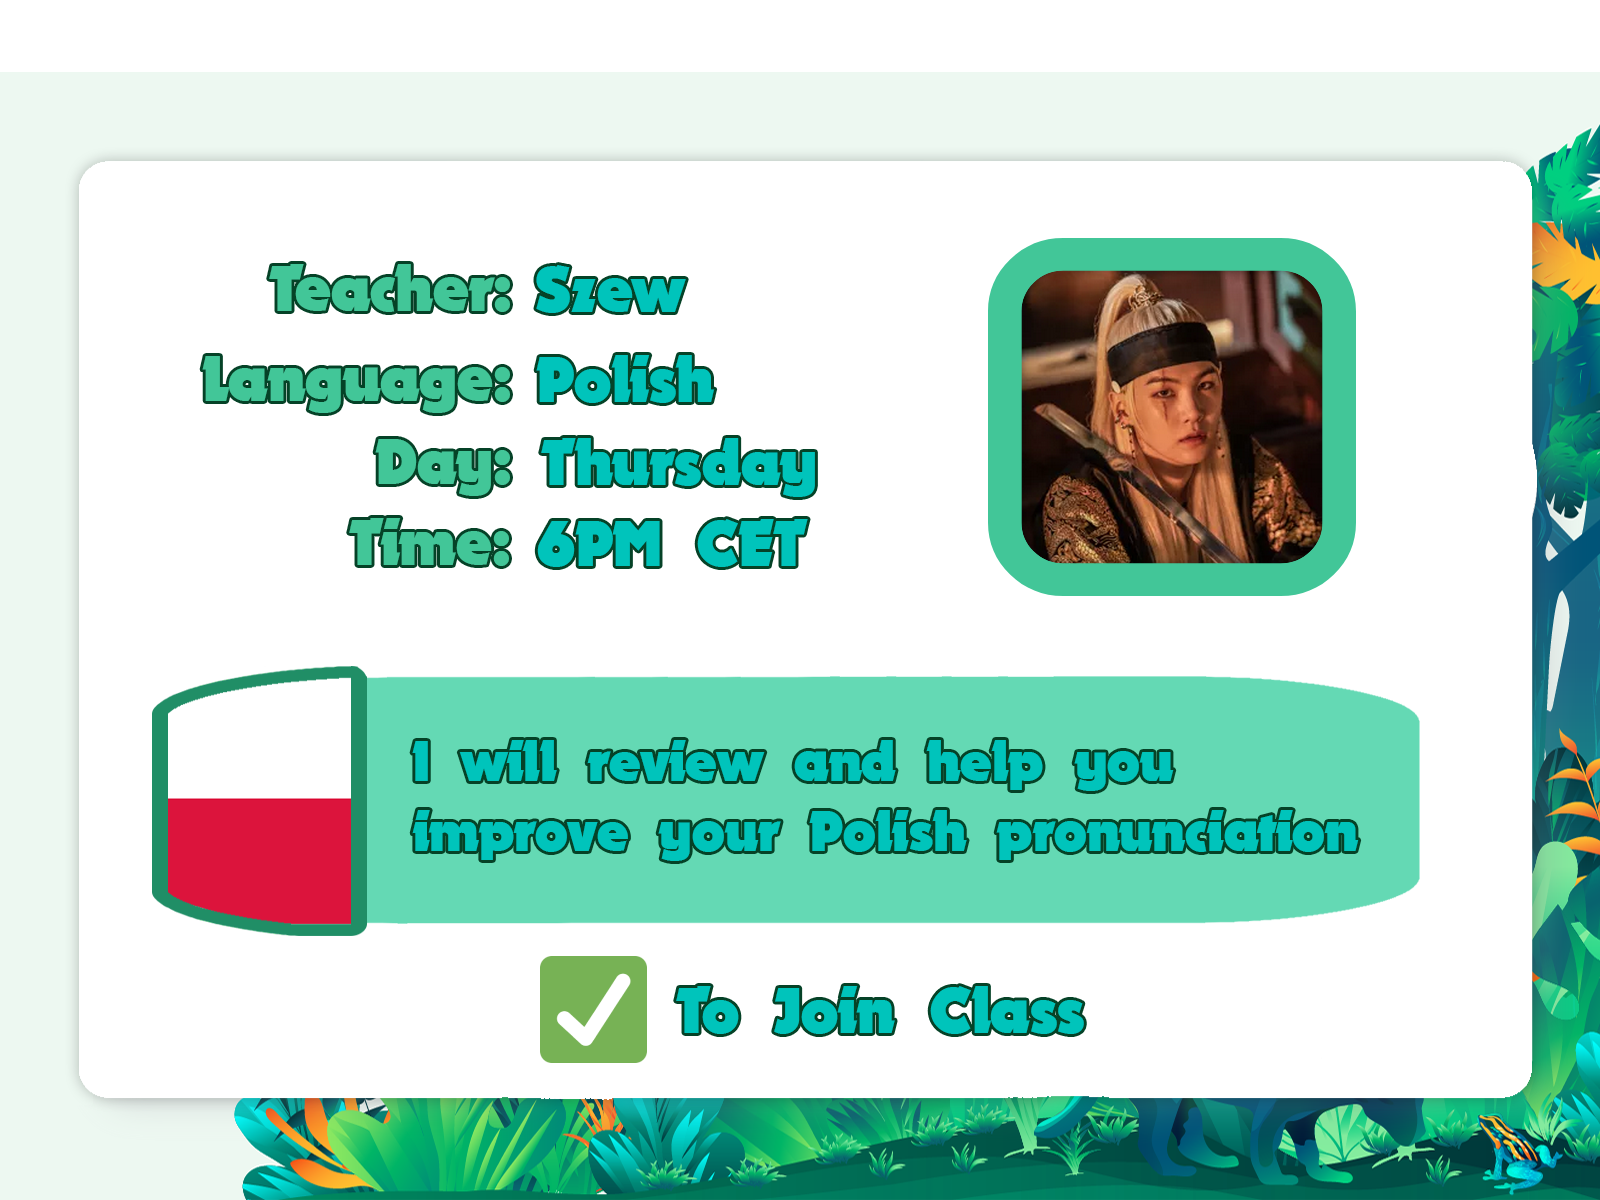 Teacher: Szew
Language: Polish
Day: Thursday
Time: 6PM CET
I will review and help you
improve your Polish pronunciation
To Join Class